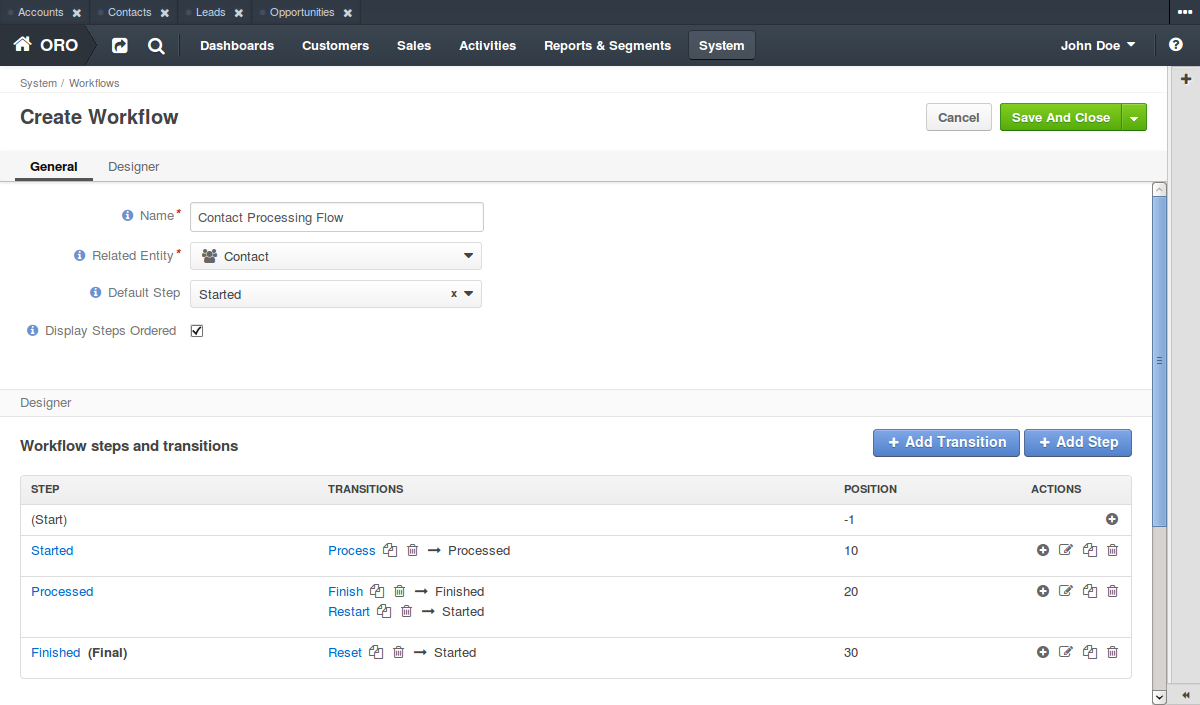 Accounts × Contacts × Leads × Opportunities ×
ORO Dashboards Customers Sales Activities Reports & Segments System John Doe
System / Workflows
Create Workflow Cancel Save And Close
General Designer
Name* Contact Processing Flow
Related Entity* Contact
Default Step Started x
Display Steps Ordered
Designer
Workflow steps and transitions + Add Transition + Add Step
STEP TRANSITIONS POSITION ACTIONS
(Start) -1
Started Process → Processed 10
Processed Finish → Finished 20
Restart → Started
Finished (Final) Reset → Started 30